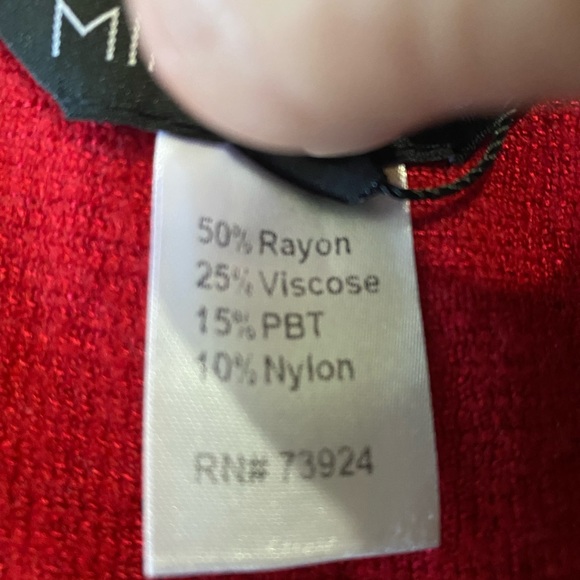 50% Rayon
25% Viscose
15% PBT
10% Nylon
RN# 73924